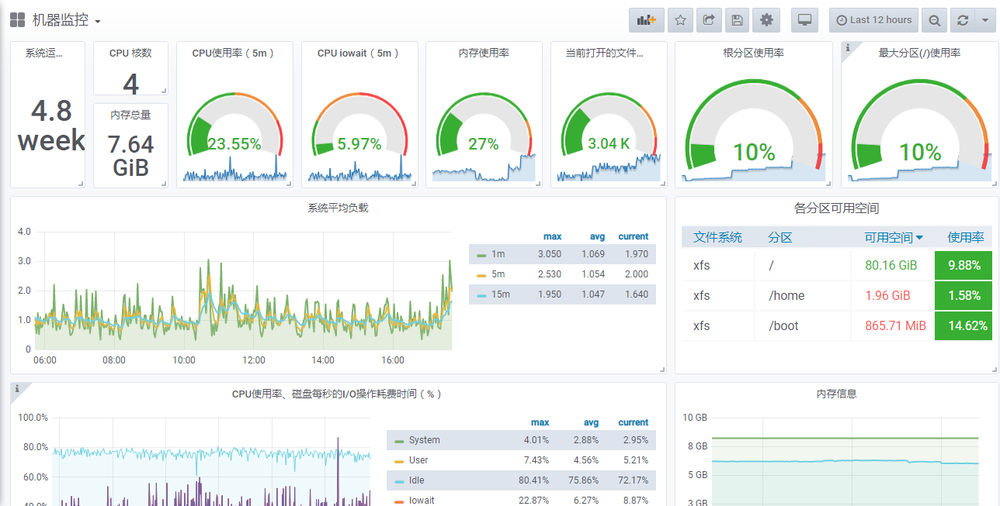 机器监控
Last 12 hours
系统运...
4.8
week
CPU 核数
4
内存总量
7.64
GiB
CPU使用率（5m）
23.55%
CPU iowait（5m）
5.97%
内存使用率
27%
当前打开的文件...
3.04 K
根分区使用率
10%
i
最大分区(/)使用率
10%
系统平均负载
4.0
3.0
2.0
1.0
0
06:00 08:00 10:00 12:00 14:00 16:00
max avg current
1m 3.050 1.069 1.970
5m 2.530 1.054 2.000
15m 1.950 1.047 1.640
各分区可用空间
文件系统 分区 可用空间 使用率
xfs / 80.16 GiB 9.88%
xfs /home 1.96 GiB 1.58%
xfs /boot 865.71 MiB 14.62%
i
CPU使用率、磁盘每秒的I/O操作耗费时间（%）
100.0%
80.0%
60.0%
40.0%
max avg current
System 4.01% 2.88% 2.95%
User 7.43% 4.56% 5.21%
Idle 80.41% 75.86% 72.17%
Iowait 22.87% 6.27% 8.87%
内存信息
10 GB
8 GB
5 GB
3 GB